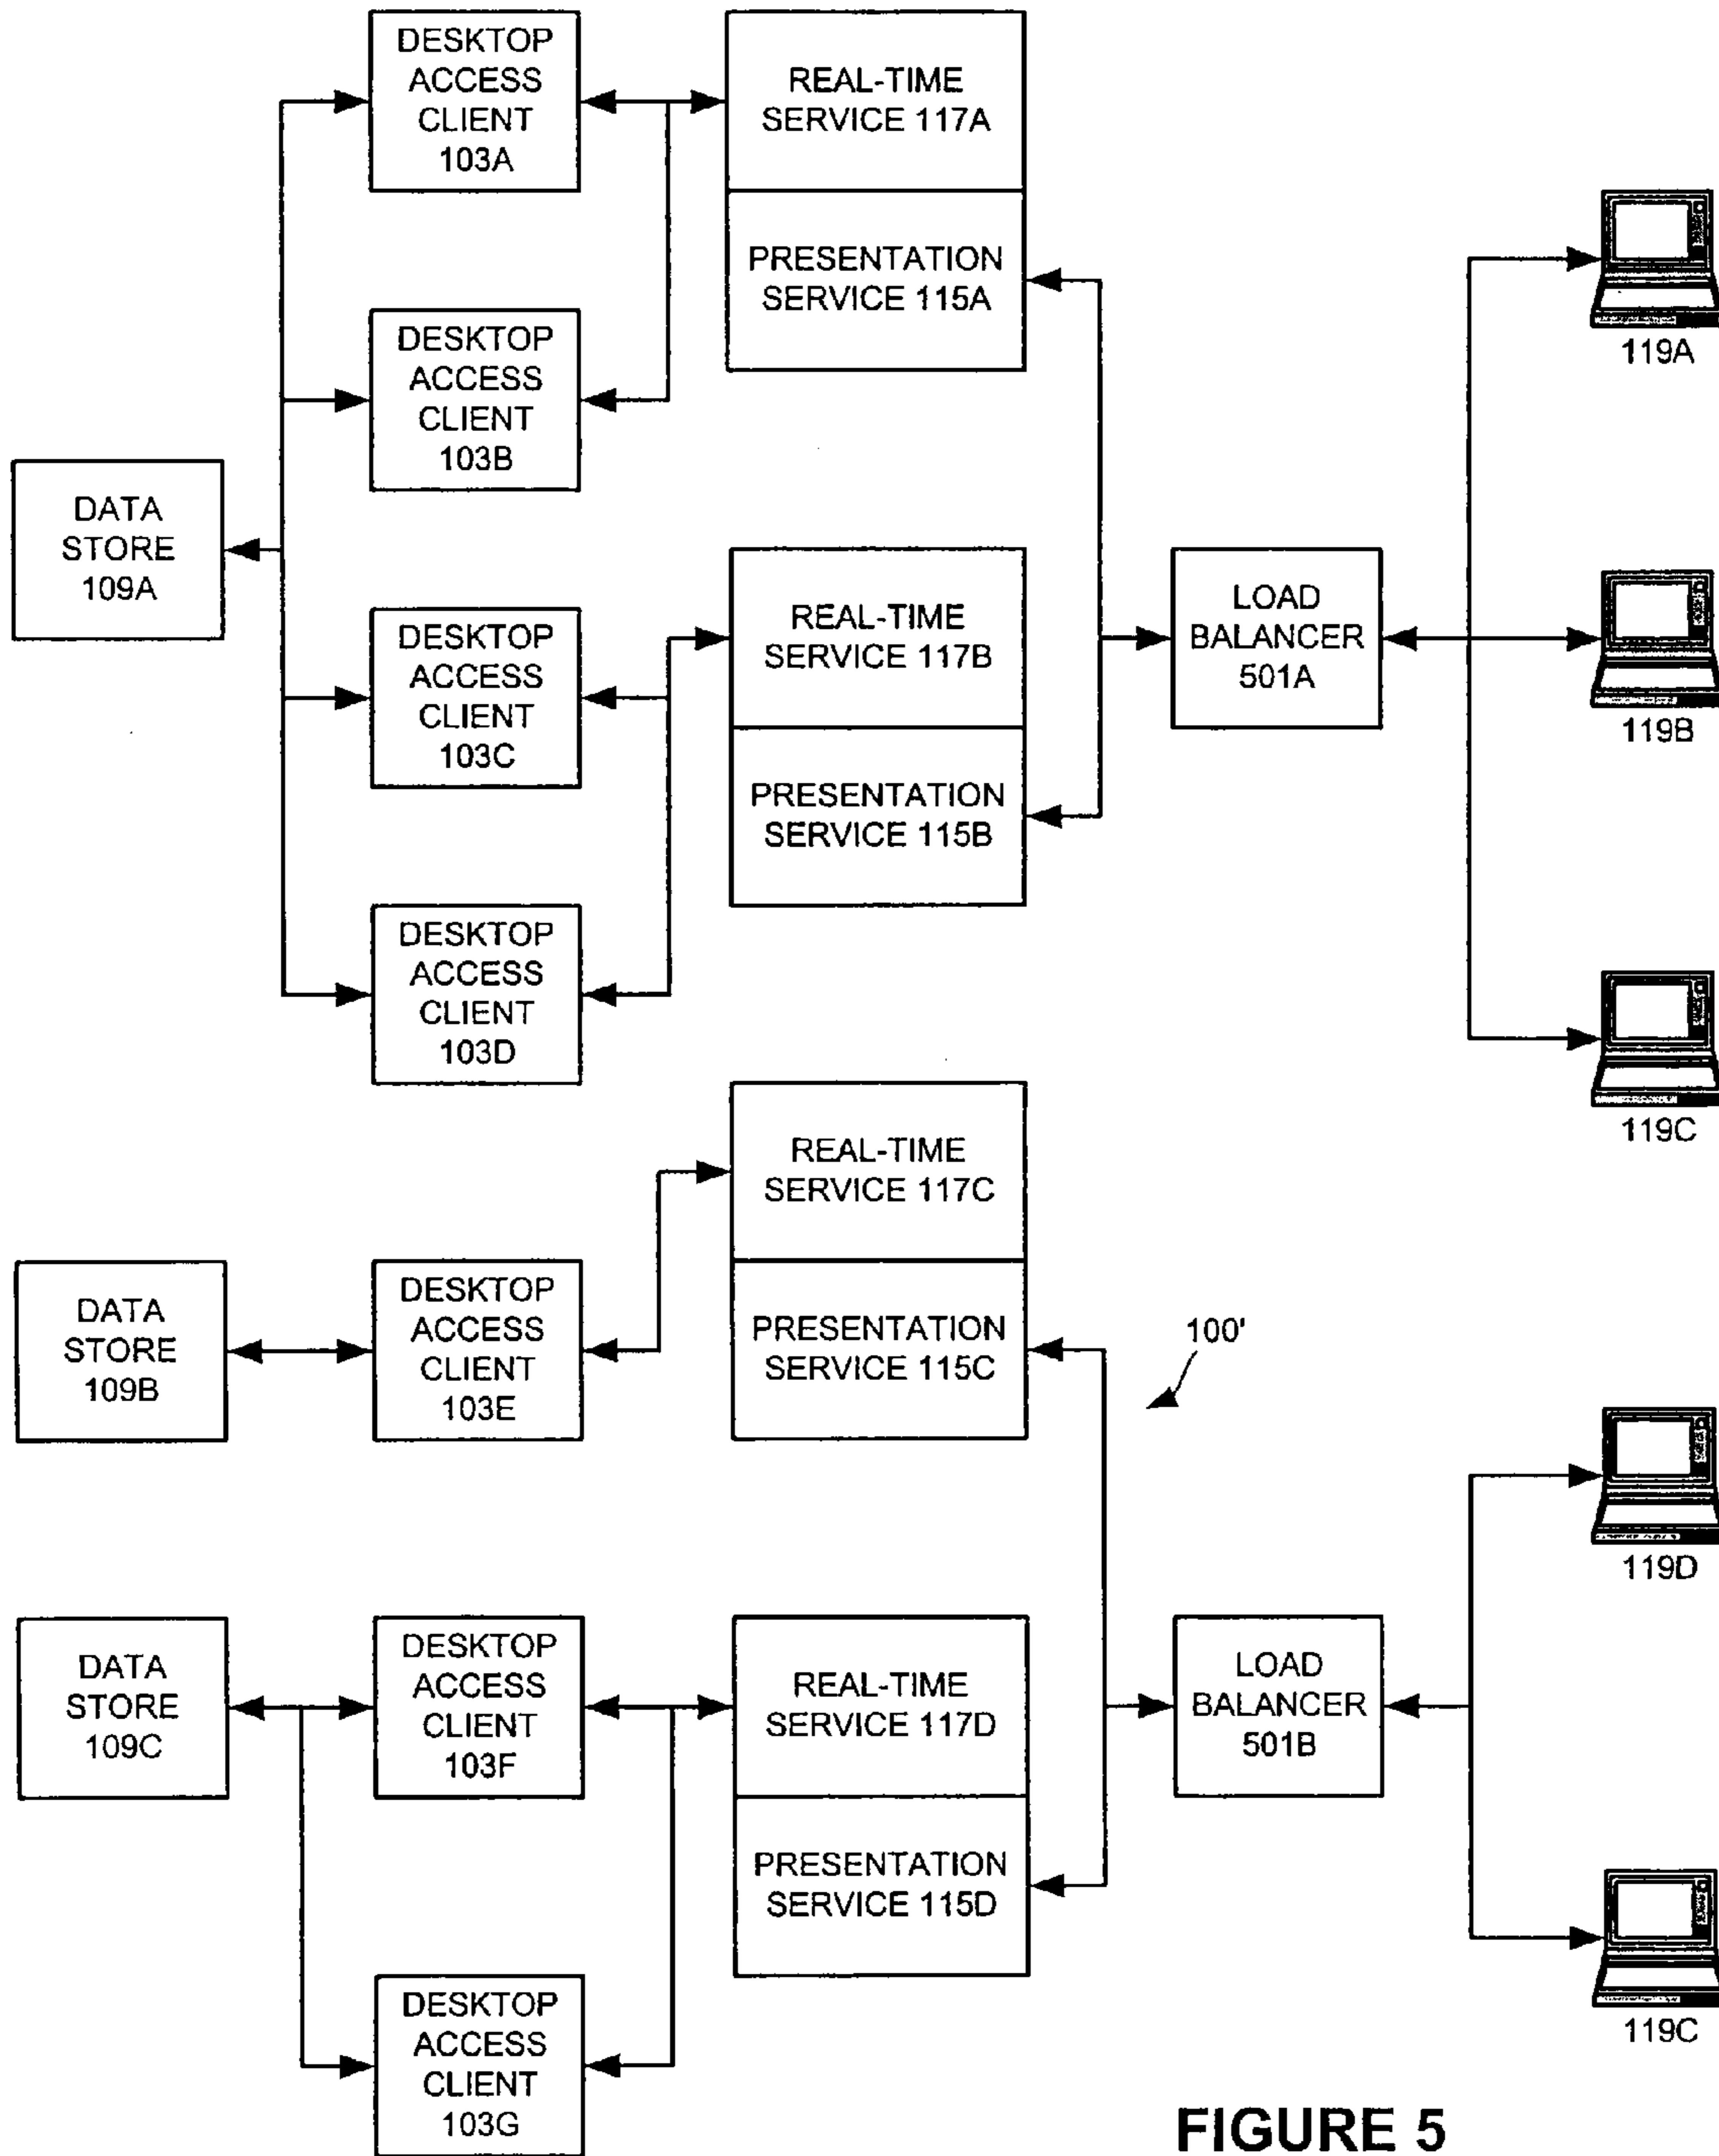 DESKTOP
ACCESS
CLIENT
103A
REAL-TIME
SERVICE 117A
PRESENTATION
SERVICE 115A
119A
DESKTOP
ACCESS
CLIENT
103B
DATA
STORE
109A
DESKTOP
ACCESS
CLIENT
103C
REAL-TIME
SERVICE 117B
PRESENTATION
SERVICE 115B
LOAD
BALANCER
501A
119B
DESKTOP
ACCESS
CLIENT
103D
119C
REAL-TIME
SERVICE 117C
PRESENTATION
SERVICE 115C
DATA
STORE
109B
DESKTOP
ACCESS
CLIENT
103E
100'
119D
DATA
STORE
109C
DESKTOP
ACCESS
CLIENT
103F
REAL-TIME
SERVICE 117D
PRESENTATION
SERVICE 115D
LOAD
BALANCER
501B
DESKTOP
ACCESS
CLIENT
103G
119C
FIGURE 5